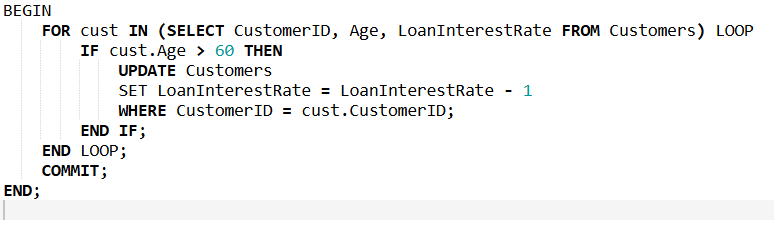 BEGIN
    FOR cust IN (SELECT CustomerID, Age, LoanInterestRate FROM Customers) LOOP
        IF cust.Age > 60 THEN
            UPDATE Customers
            SET LoanInterestRate = LoanInterestRate - 1
            WHERE CustomerID = cust.CustomerID;
        END IF;
    END LOOP;
    COMMIT;
END;